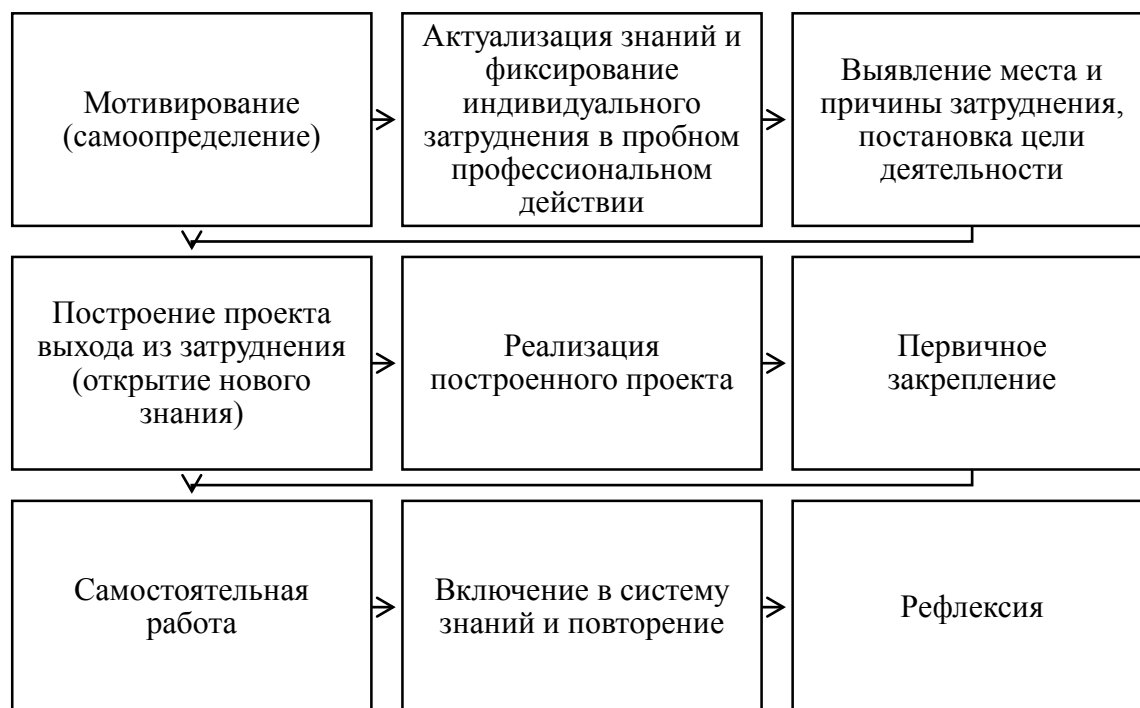 Мотивирование
(самоопределение)
Актуализация знаний и
фиксирование
индивидуального
затруднения в пробном
профессиональном
действии
Выявление места и
причины затруднения,
постановка цели
деятельности
Построение проекта
выхода из затруднения
(открытие нового
знания)
Реализация
построенного проекта
Первичное
закрепление
Самостоятельная
работа
Включение в систему
знаний и повторение
Рефлексия